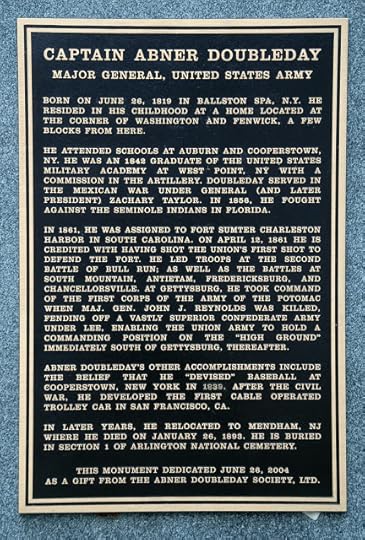 CAPTAIN ABNER DOUBLEDAY
MAJOR GENERAL, UNITED STATES ARMY
BORN ON JUNE 26, 1819 IN BALLSTON SPA, N.Y. HE
RESIDED IN HIS CHILDHOOD AT A HOME LOCATED AT
THE CORNER OF WASHINGTON AND FENWICK, A FEW
BLOCKS FROM HERE.
HE ATTENDED SCHOOLS AT AUBURN AND COOPERSTOWN,
NY. HE WAS AN 1842 GRADUATE OF THE UNITED STATES
MILITARY ACADEMY AT WEST POINT, NY WITH A
COMMISSION IN THE ARTILLERY. DOUBLEDAY SERVED IN
THE MEXICAN WAR UNDER GENERAL (AND LATER
PRESIDENT) ZACHARY TAYLOR. IN 1856, HE FOUGHT
AGAINST THE SEMINOLE INDIANS IN FLORIDA.
IN 1861, HE WAS ASSIGNED TO FORT SUMTER CHARLESTON
HARBOR IN SOUTH CAROLINA. ON APRIL 12, 1861 HE IS
CREDITED WITH HAVING SHOT THE UNION'S FIRST SHOT TO
DEFEND THE FORT. HE LED TROOPS AT THE SECOND
BATTLE OF BULL RUN; AS WELL AS THE BATTLES AT
SOUTH MOUNTAIN, ANTIETAM, FREDERICKSBURG, AND
CHANCELLORSVILLE. AT GETTYSBURG, HE TOOK COMMAND
OF THE FIRST CORPS OF THE ARMY OF THE POTOMAC
WHEN MAJ. GEN. JOHN J. REYNOLDS WAS KILLED,
FENDING OFF A VASTLY SUPERIOR CONFEDERATE ARMY
UNDER LEE, ENABLING THE UNION ARMY TO HOLD A
COMMANDING POSITION ON THE "HIGH GROUND"
IMMEDIATELY SOUTH OF GETTYSBURG, THEREAFTER.
ABNER DOUBLEDAY'S OTHER ACCOMPLISHMENTS INCLUDE
THE BELIEF THAT HE "DEVISED" BASEBALL AT
COOPERSTOWN, NEW YORK IN 1839. AFTER THE CIVIL
WAR, HE DEVELOPED THE FIRST CABLE OPERATED
TROLLEY CAR IN SAN FRANCISCO, CA.
IN LATER YEARS, HE RELOCATED TO MENDHAM, NJ
WHERE HE DIED ON JANUARY 26, 1893. HE IS BURIED
IN SECTION 1 OF ARLINGTON NATIONAL CEMETERY.
THIS MONUMENT DEDICATED JUNE 26, 2004
AS A GIFT FROM THE ABNER DOUBLEDAY SOCIETY, LTD.